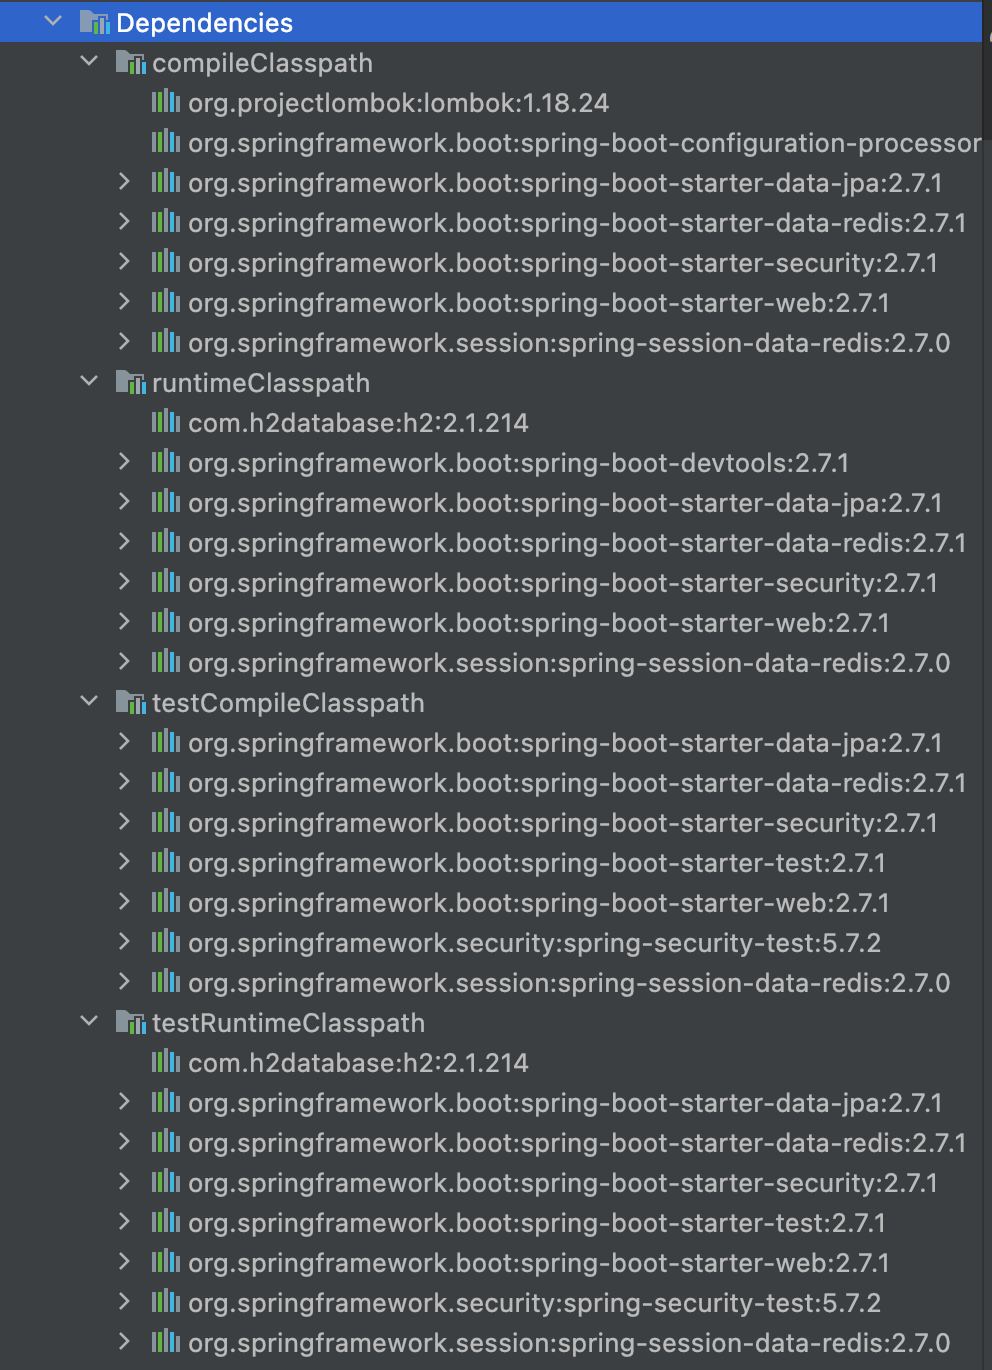 Dependencies
compileClasspath
org.projectlombok:lombok:1.18.24
org.springframework.boot:spring-boot-configuration-processor
org.springframework.boot:spring-boot-starter-data-jpa:2.7.1
org.springframework.boot:spring-boot-starter-data-redis:2.7.1
org.springframework.boot:spring-boot-starter-security:2.7.1
org.springframework.boot:spring-boot-starter-web:2.7.1
org.springframework.session:spring-session-data-redis:2.7.0
runtimeClasspath
com.h2database:h2:2.1.214
org.springframework.boot:spring-boot-devtools:2.7.1
org.springframework.boot:spring-boot-starter-data-jpa:2.7.1
org.springframework.boot:spring-boot-starter-data-redis:2.7.1
org.springframework.boot:spring-boot-starter-security:2.7.1
org.springframework.boot:spring-boot-starter-web:2.7.1
org.springframework.session:spring-session-data-redis:2.7.0
testCompileClasspath
org.springframework.boot:spring-boot-starter-data-jpa:2.7.1
org.springframework.boot:spring-boot-starter-data-redis:2.7.1
org.springframework.boot:spring-boot-starter-security:2.7.1
org.springframework.boot:spring-boot-starter-test:2.7.1
org.springframework.boot:spring-boot-starter-web:2.7.1
org.springframework.security:spring-security-test:5.7.2
org.springframework.session:spring-session-data-redis:2.7.0
testRuntimeClasspath
com.h2database:h2:2.1.214
org.springframework.boot:spring-boot-starter-data-jpa:2.7.1
org.springframework.boot:spring-boot-starter-data-redis:2.7.1
org.springframework.boot:spring-boot-starter-security:2.7.1
org.springframework.boot:spring-boot-starter-test:2.7.1
org.springframework.boot:spring-boot-starter-web:2.7.1
org.springframework.security:spring-security-test:5.7.2
org.springframework.session:spring-session-data-redis:2.7.0